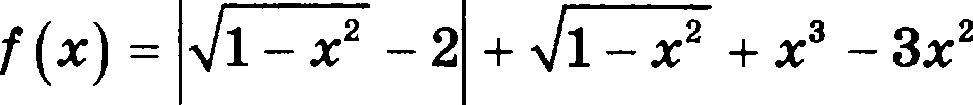 f(x) = |√(1 − x²) − 2| + √(1 − x²) + x³ − 3x²